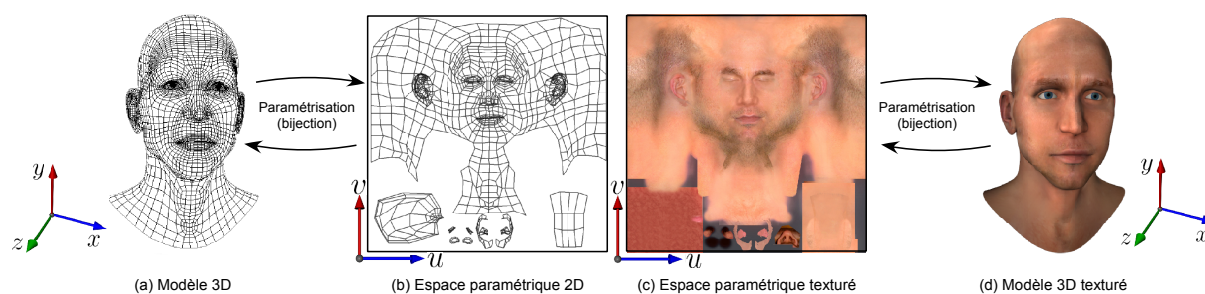 Paramétrisation
(bijection)
Paramétrisation
(bijection)
y
x
z
v
u
v
u
y
x
z
(a) Modèle 3D
(b) Espace paramétrique 2D
(c) Espace paramétrique texturé
(d) Modèle 3D texturé